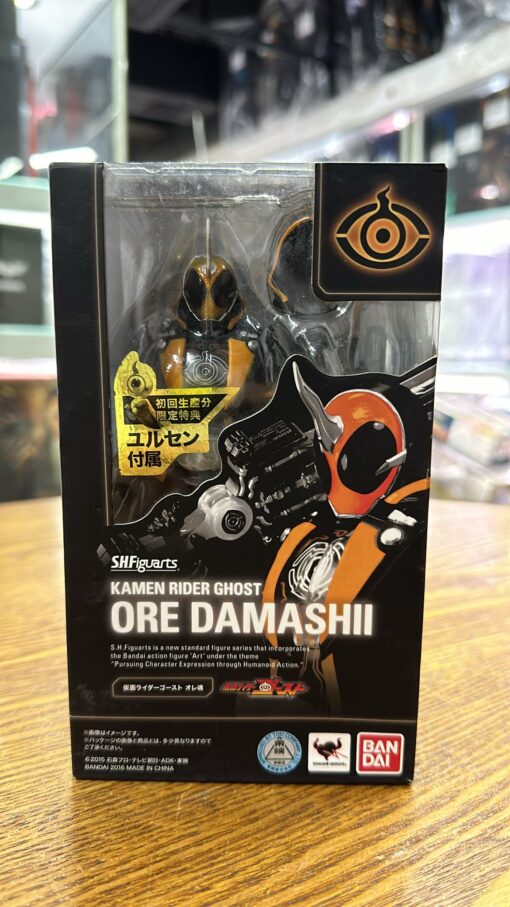 初回生産分
限定特典
ユルセン
付属
S.H.Figuarts
KAMEN RIDER GHOST
ORE DAMASHII
S.H.Figuarts is a new standard figure series that incorporates
the Bandai action figure "Art" under the theme
"Pursuing Character Expression through Humanoid Action."
仮面ライダーゴースト オレ魂
仮面ライダーゴースト
※画像はイメージです。
※パッケージの画像と商品とは、多少異なりますので
ご了承ください。
©2015 石森プロ・テレビ朝日・ADK・東映
BANDAI 2016 MADE IN CHINA
TAMASHII NATIONS
BAN
DAI